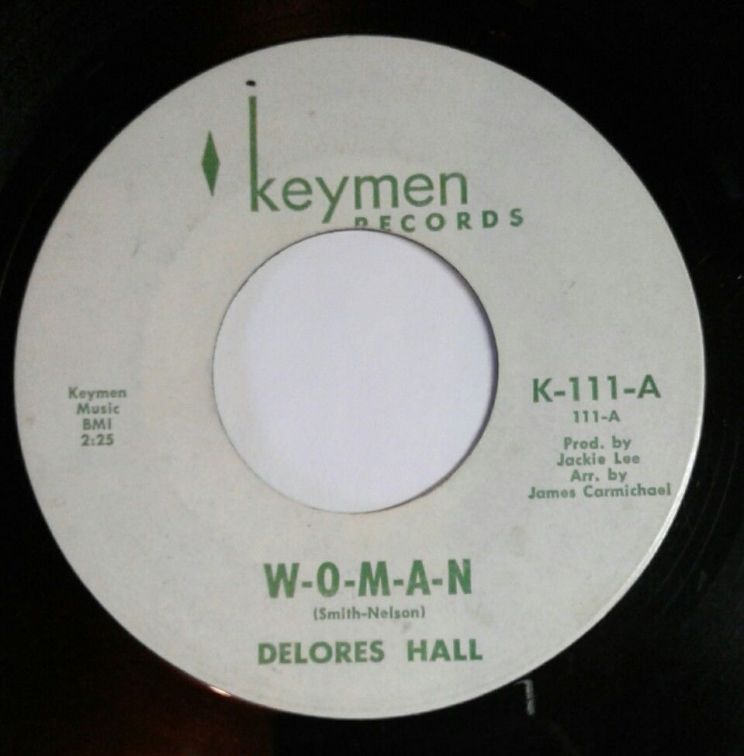 keymen
RECORDS
Keymen
Music
BMI
2:25
K-111-A
111-A
Prod. by
Jackie Lee
Arr. by
James Carmichael
W-O-M-A-N
(Smith-Nelson)
DELORES HALL